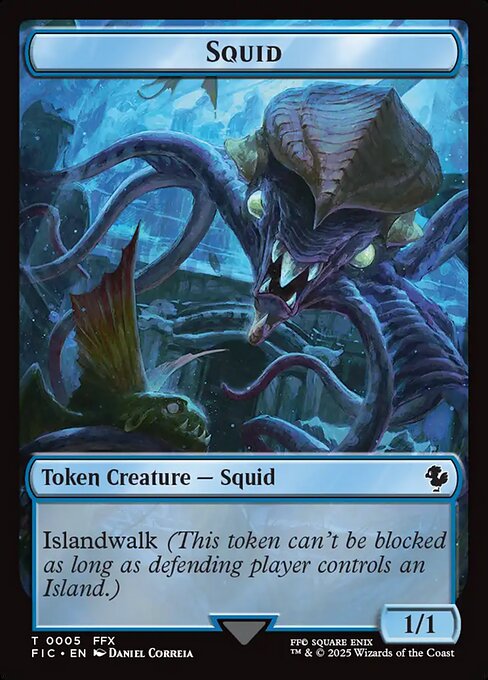 Squid
Token Creature — Squid
Islandwalk (This token can't be blocked
as long as defending player controls an
Island.)
1/1
T 0005 FFX
FIC • EN Daniel Correia
FF© SQUARE ENIX
™ & © 2025 Wizards of the Coast